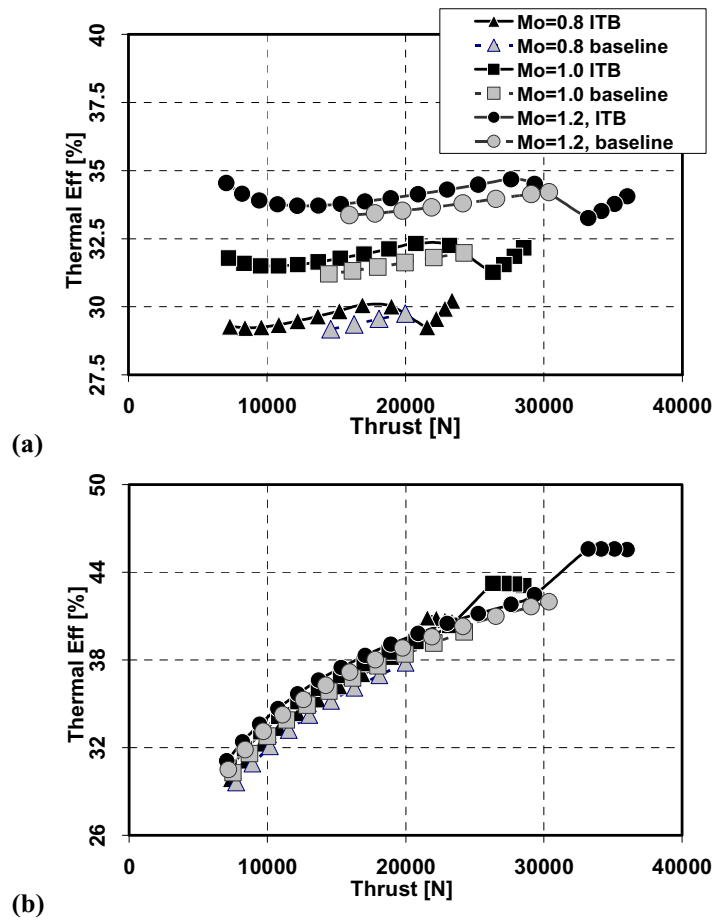 Mo=0.8 ITB
Mo=0.8 baseline
Mo=1.0 ITB
Mo=1.0 baseline
Mo=1.2, ITB
Mo=1.2, baseline
Thermal Eff [%]
40
37.5
35
32.5
30
27.5
0 10000 20000 30000 40000
Thrust [N]
(a)
Thermal Eff [%]
50
44
38
32
26
0 10000 20000 30000 40000
Thrust [N]
(b)